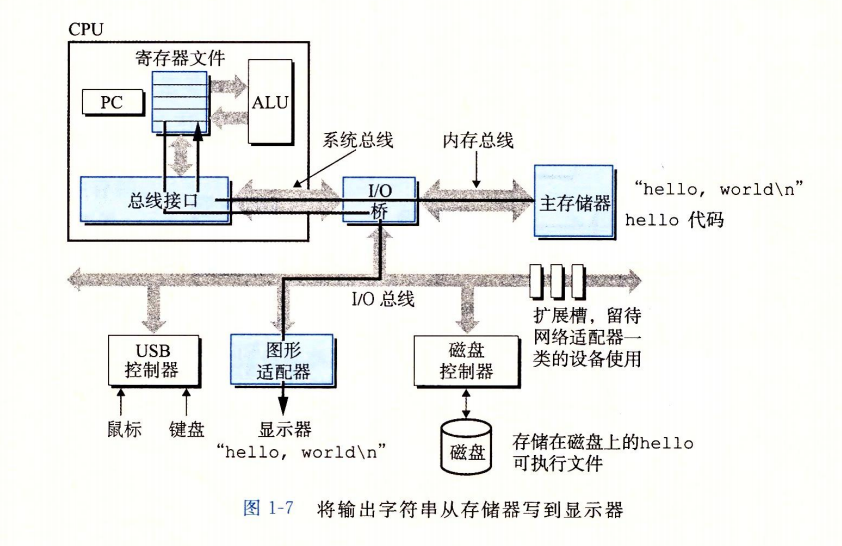 CPU
寄存器文件
PC
ALU
系统总线
内存总线
总线接口
I/O
桥
主存储器
“hello, world\n”
hello 代码
I/O 总线
扩展槽，留待
网络适配器一
类的设备使用
USB
控制器
图形
适配器
磁盘
控制器
鼠标
键盘
显示器
“hello, world\n”
磁盘
存储在磁盘上的hello
可执行文件
图 1-7 将输出字符串从存储器写到显示器